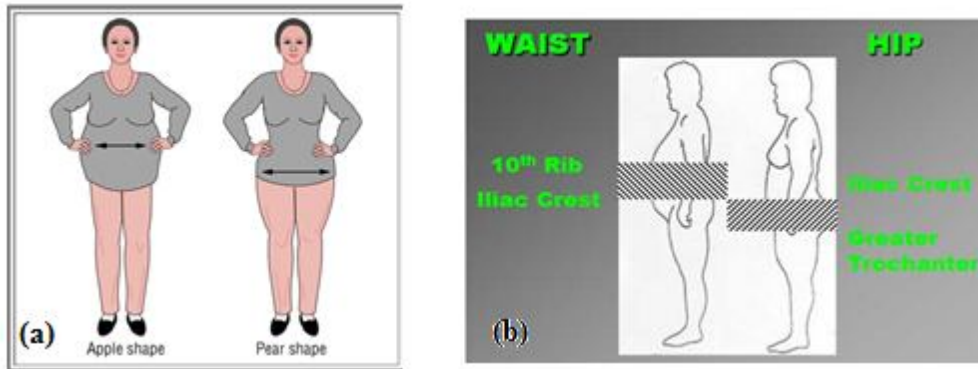 (a)
Apple shape
Pear shape
WAIST
HIP
10th Rib
Iliac Crest
Iliac Crest
Greater
Trochanter
(b)